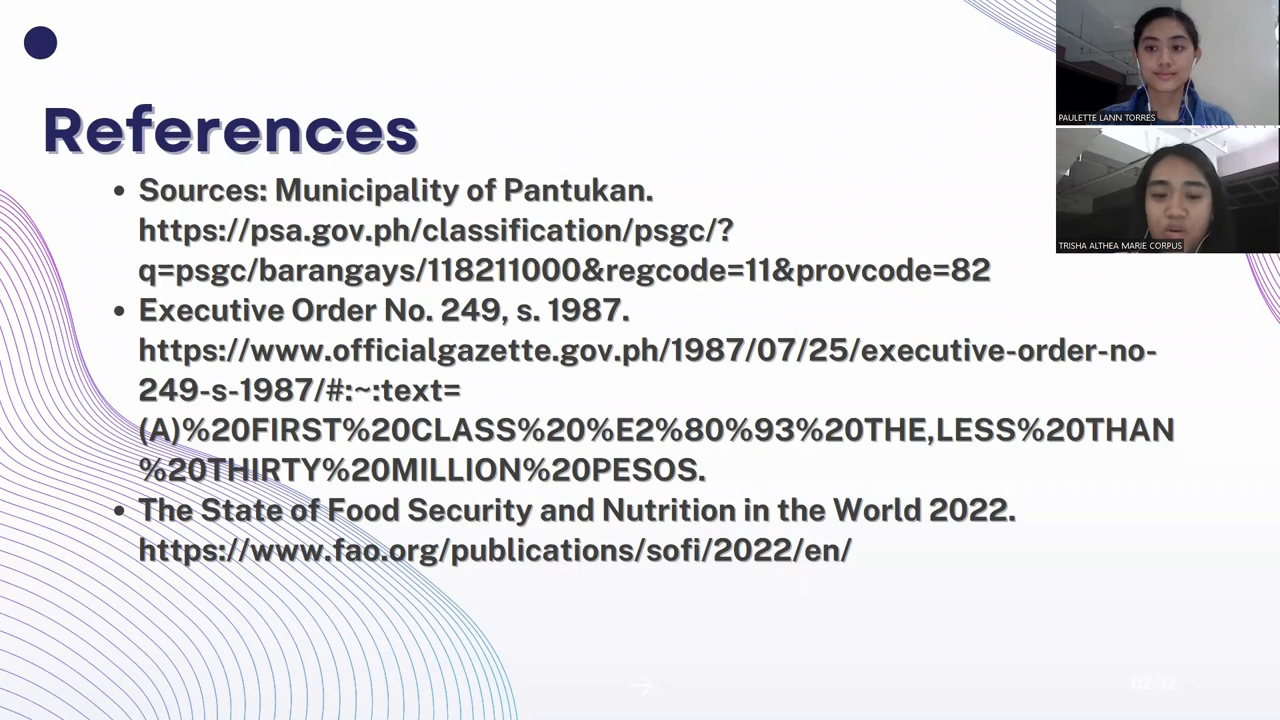 References
Sources: Municipality of Pantukan.
https://psa.gov.ph/classification/psgc/?
q=psgc/barangays/118211000&regcode=11&provcode=82
Executive Order No. 249, s. 1987.
https://www.officialgazette.gov.ph/1987/07/25/executive-order-no-
249-s-1987/#:~:text=
(A)%20FIRST%20CLASS%20%E2%80%93%20THE,LESS%20THAN
%20THIRTY%20MILLION%20PESOS.
The State of Food Security and Nutrition in the World 2022.
https://www.fao.org/publications/sofi/2022/en/
PAULETTE LANN TORRES
TRISHA ALTHEA MARIE CORPUS
02/12